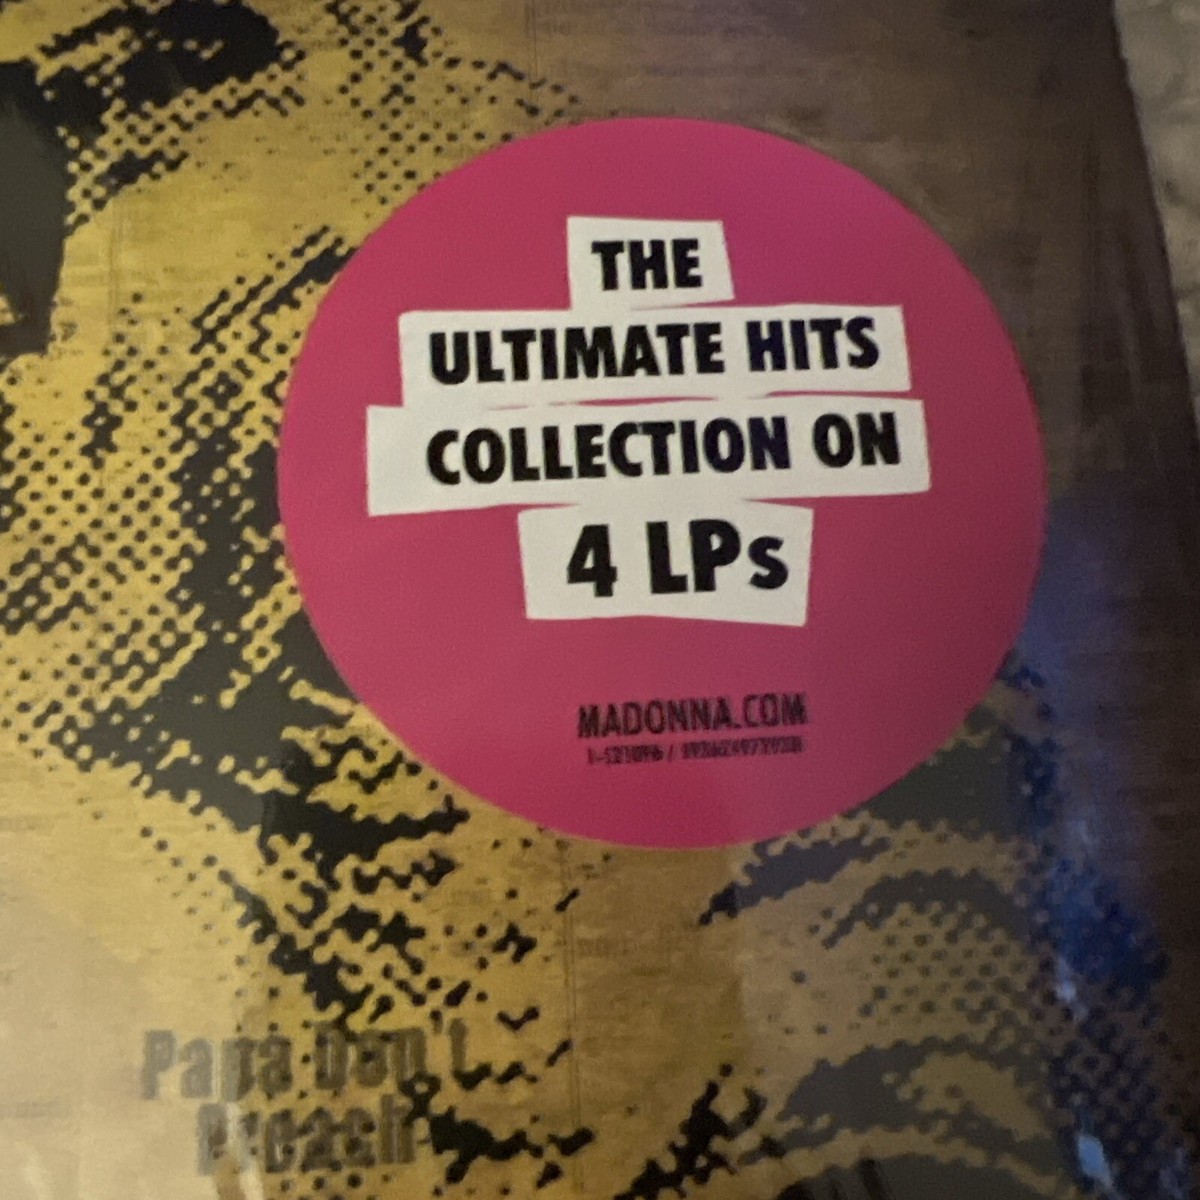 THE
ULTIMATE HITS
COLLECTION ON
4 LPs
MADONNA.COM
Papa Don't
Preach